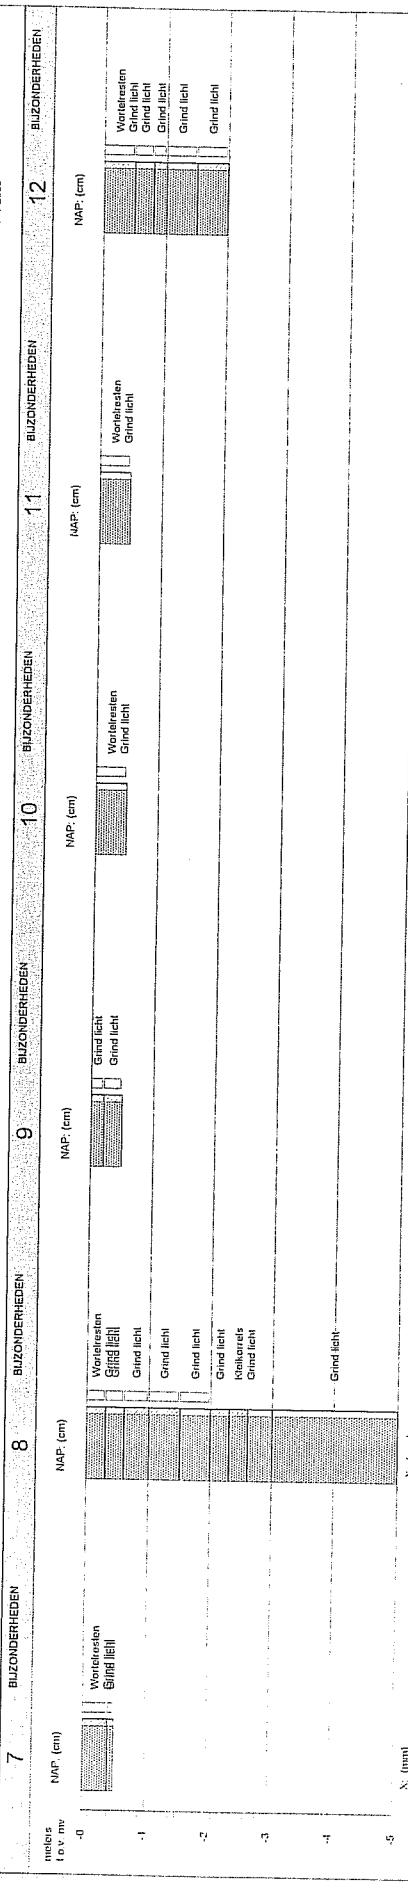 7 BIJZONDERHEDEN 8 BIJZONDERHEDEN 9 BIJZONDERHEDEN 10 BIJZONDERHEDEN 11 BIJZONDERHEDEN 12 BIJZONDERHEDEN
meters
t.o.v. mv
NAP: (cm) NAP: (cm) NAP: (cm) NAP: (cm) NAP: (cm) NAP: (cm)
-0
-1
-2
-3
-4
-5
Wortelresten
Grind licht
Wortelresten
Grind licht
Grind licht
Grind licht
Grind licht
Grind licht
Grind licht
Kleikorrels
Grind licht
Grind licht
Grind licht
Grind licht
Wortelresten
Grind licht
Wortelresten
Grind licht
Wortelresten
Grind licht
Grind licht
Grind licht
Grind licht
Grind licht
X: (mm)